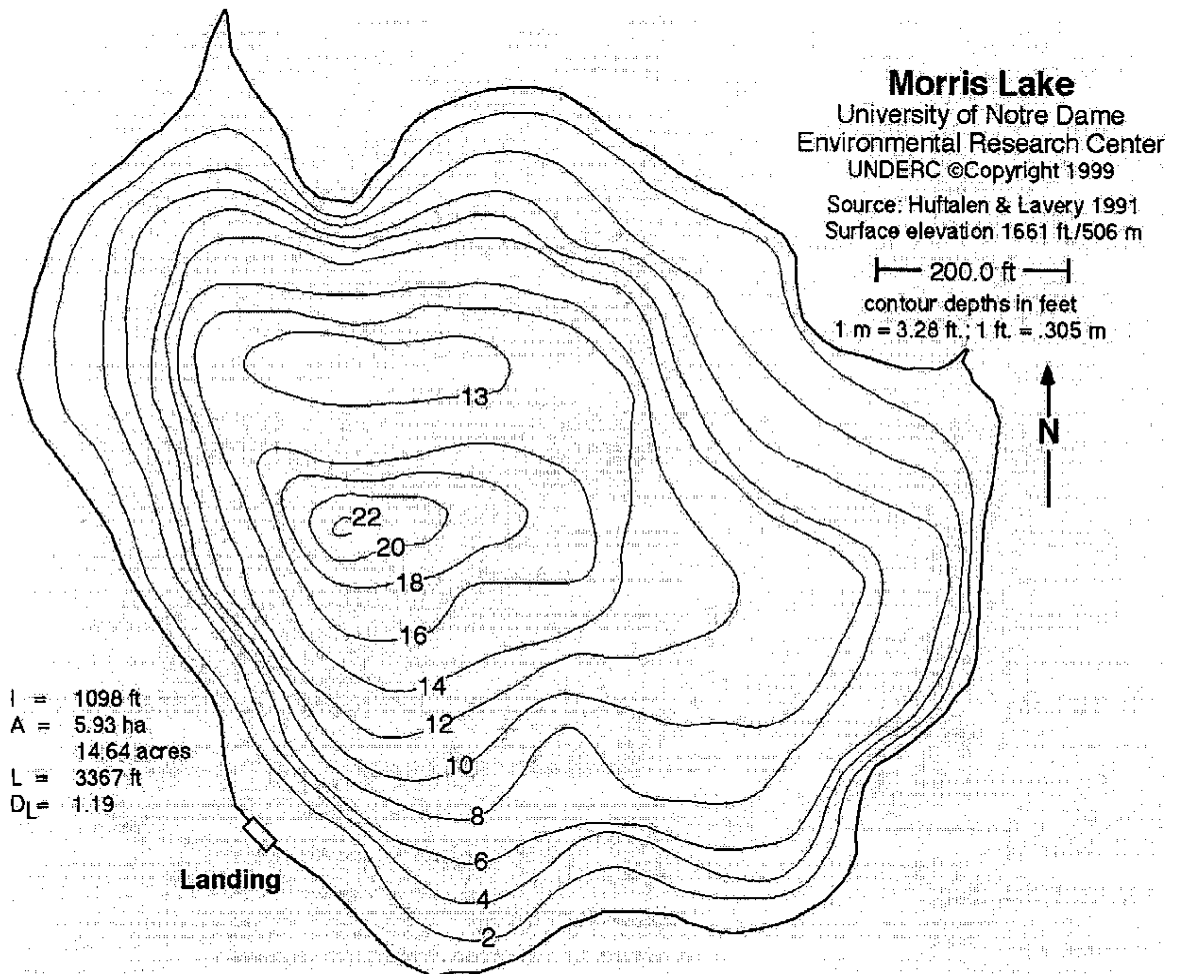 Morris Lake
University of Notre Dame
Environmental Research Center
UNDERC ©Copyright 1999
Source: Huftalen & Lavery 1991
Surface elevation 1661 ft./506 m
200.0 ft
contour depths in feet
1 m = 3.28 ft.; 1 ft. = .305 m
N
13
22
20
18
16
14
12
10
8
6
4
2
l = 1098 ft
A = 5.93 ha
14.64 acres
L = 3367 ft
DL= 1.19
Landing